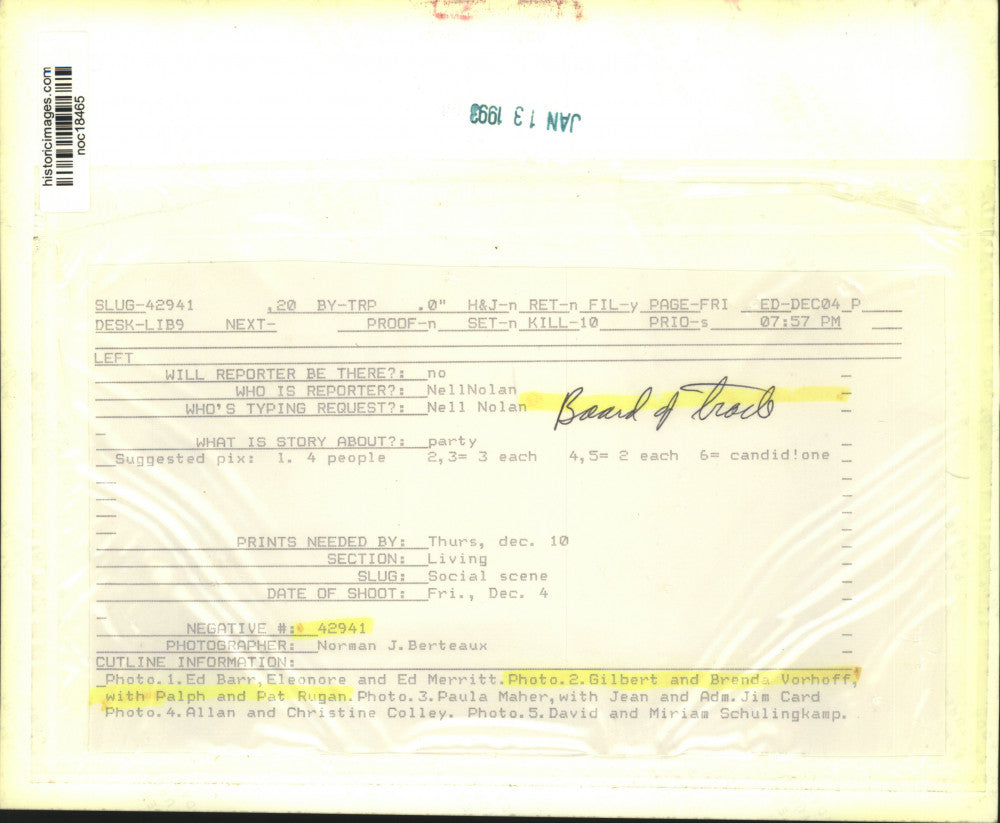 historicimages.com
noc18465
JAN 13 1993
SLUG-42941 ,20 BY-TRP .0" H&J-n RET-n FIL-y PAGE-FRI ED-DEC04 P
DESK-LIB9 NEXT- PROOF-n SET-n KILL-10 PRIO-s 07:57 PM
LEFT
WILL REPORTER BE THERE?: no
WHO IS REPORTER?: NellNolan
WHO'S TYPING REQUEST?: Nell Nolan
Board of Trade
WHAT IS STORY ABOUT?: party
Suggested pix: 1. 4 people 2,3= 3 each 4,5= 2 each 6= candid!one
PRINTS NEEDED BY: Thurs, dec. 10
SECTION: Living
SLUG: Social scene
DATE OF SHOOT: Fri., Dec. 4
NEGATIVE #: 42941
PHOTOGRAPHER: Norman J.Berteaux
CUTLINE INFORMATION:
Photo.1.Ed Barr,Eleonore and Ed Merritt.Photo.2.Gilbert and Brenda Vorhoff,
with Palph and Pat Rugan.Photo.3.Paula Maher,with Jean and Adm.Jim Card
Photo.4.Allan and Christine Colley. Photo.5.David and Miriam Schulingkamp.